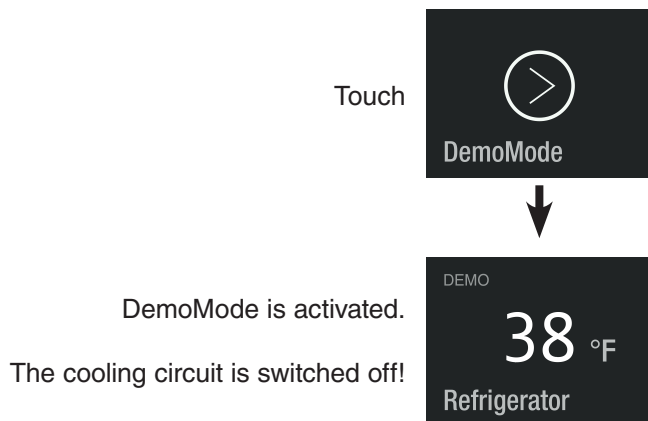 Touch
DemoMode
DEMO
DemoMode is activated.
38 °F
The cooling circuit is switched off!
Refrigerator